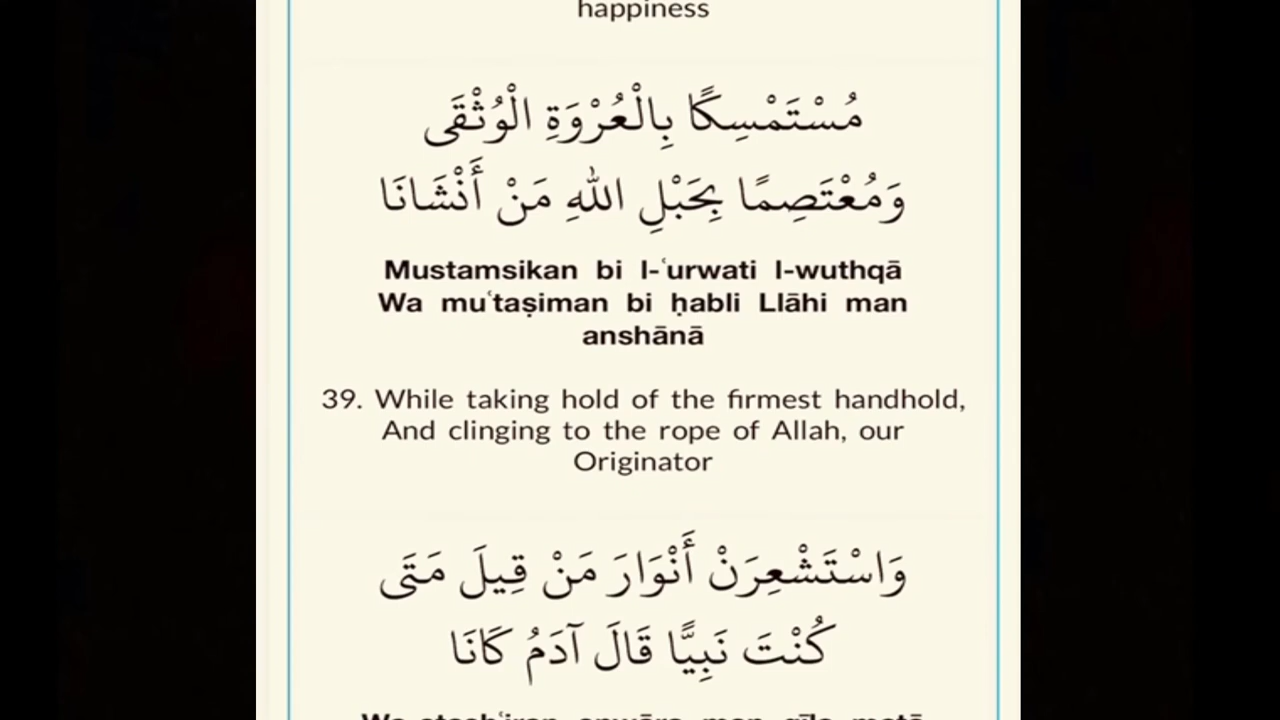 happiness
مُسْتَمْسِكًا بِالْعُرْوَةِ الْوُثْقَى
وَمُعْتَصِمًا بِحَبْلِ اللهِ مَنْ أَنْشَانَا
Mustamsikan bi l-ʿurwati l-wuthqā
Wa muʿtaṣiman bi ḥabli Llāhi man
anshānā
39. While taking hold of the firmest handhold,
And clinging to the rope of Allah, our
Originator
وَاسْتَشْعِرَنْ أَنْوَارَ مَنْ قِيلَ مَتَى
كُنْتَ نَبِيًّا قَالَ آدَمُ كَانَا